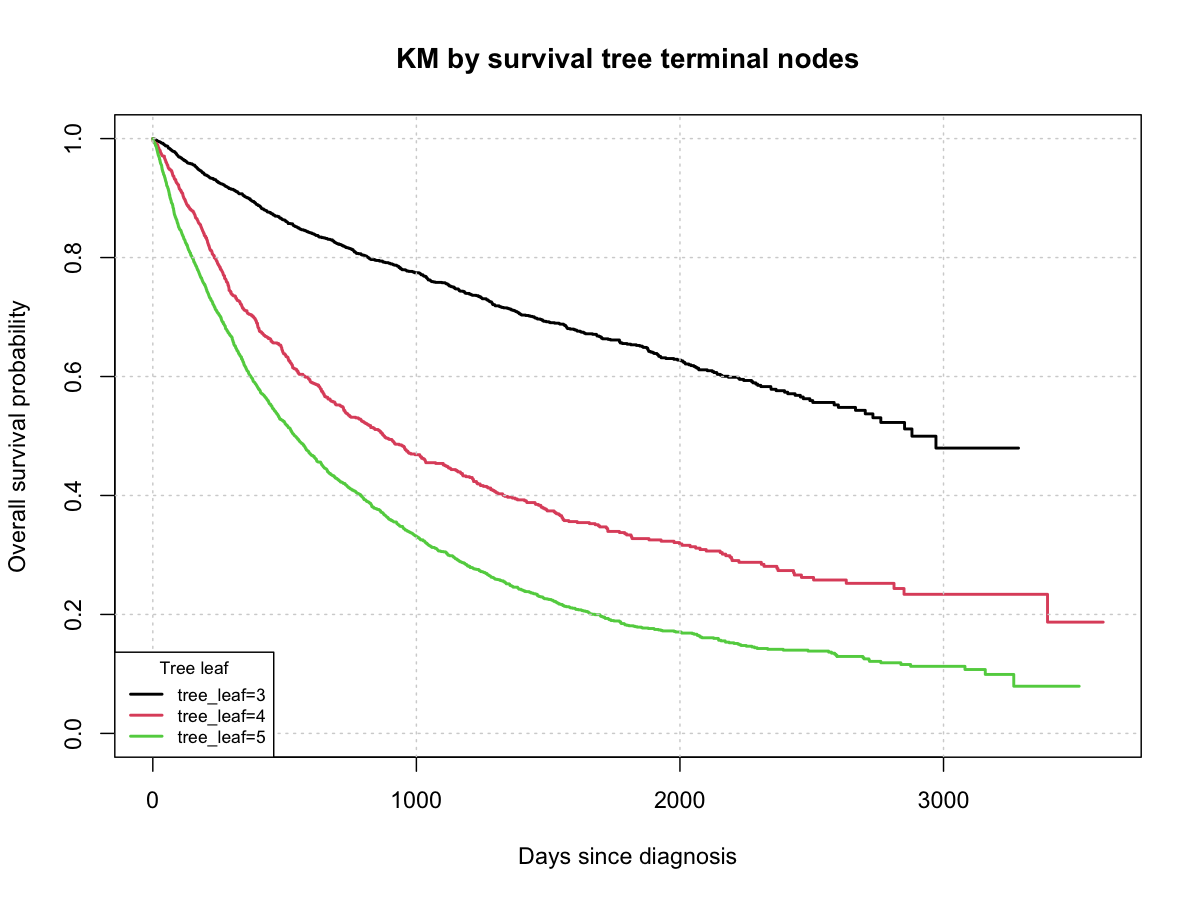 KM by survival tree terminal nodes
Overall survival probability
1.0
0.8
0.6
0.4
0.2
0.0
Tree leaf
tree_leaf=3
tree_leaf=4
tree_leaf=5
0 1000 2000 3000
Days since diagnosis